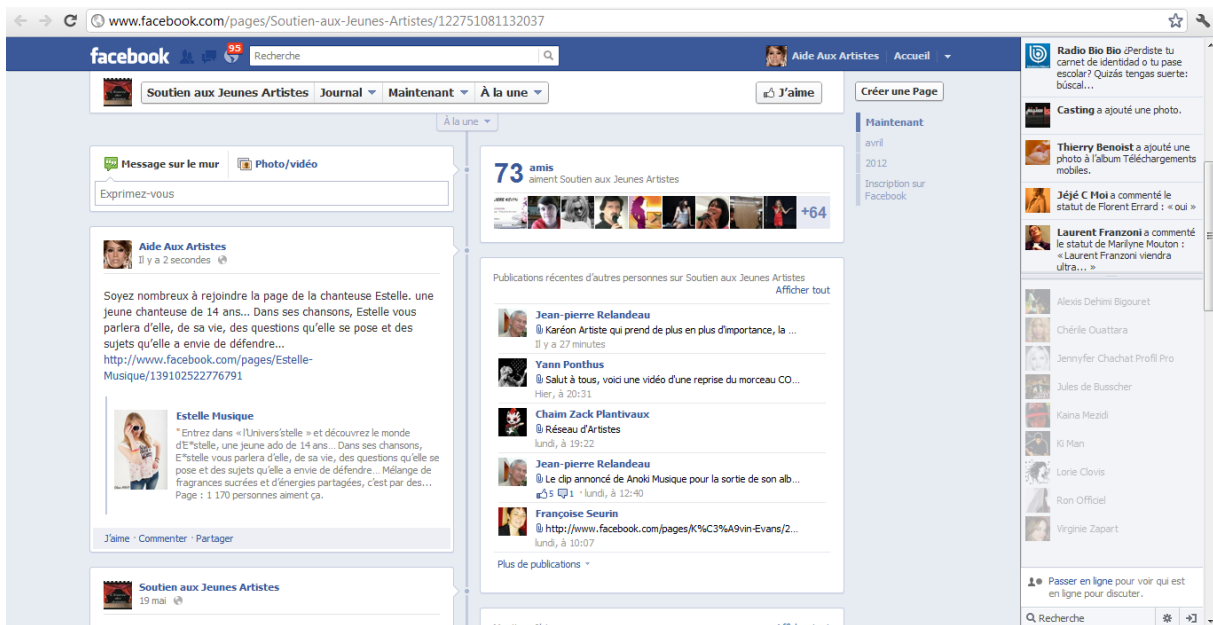 www.facebook.com/pages/Soutien-aux-Jeunes-Artistes/122751081132037
facebook
95
Recherche
Aide Aux Artistes Accueil
Soutien aux Jeunes Artistes Journal Maintenant À la une
J'aime
Créer une Page
À la une
Maintenant
avril
2012
Inscription sur
Facebook
Message sur le mur Photo/vidéo
Exprimez-vous
Aide Aux Artistes
Il y a 2 secondes
Soyez nombreux à rejoindre la page de la chanteuse Estelle. une
jeune chanteuse de 14 ans... Dans ses chansons, Estelle vous
parlera d'elle, de sa vie, des questions qu'elle se pose et des
sujets qu'elle a envie de défendre...
http://www.facebook.com/pages/Estelle-
Musique/139102522776791
Estelle Musique
"Entrez dans « l'Univers'stelle » et découvrez le monde
d'E*stelle, une jeune ado de 14 ans... Dans ses chansons,
E*stelle vous parlera d'elle, de sa vie, des questions qu'elle se
pose et des sujets qu'elle a envie de défendre... Mélange de
fragrances sucrées et d'énergies partagées, c'est par des...
Page : 1 170 personnes aiment ça.
J'aime · Commenter · Partager
Soutien aux Jeunes Artistes
19 mai
73 amis
aiment Soutien aux Jeunes Artistes
+64
Publications récentes d'autres personnes sur Soutien aux Jeunes Artistes
Afficher tout
Jean-pierre Relandeau
Karéon Artiste qui prend de plus en plus d'importance, la ...
Il y a 27 minutes
Yann Ponthus
Salut à tous, voici une vidéo d'une reprise du morceau CO...
Hier, à 20:31
Chaim Zack Plantivaux
Réseau d'Artistes
lundi, à 19:22
Jean-pierre Relandeau
Le clip annoncé de Anoki Musique pour la sortie de son alb...
5 1 · lundi, à 12:40
Françoise Seurin
http://www.facebook.com/pages/K%C3%A9vin-Evans/2...
lundi, à 10:07
Plus de publications
Radio Bio Bio ¿Perdiste tu
carnet de identidad o tu pase
escolar? Quizás tengas suerte:
búscal...
Casting a ajouté une photo.
Thierry Benoist a ajouté une
photo à l'album Téléchargements
mobiles.
Jéjé C Moi a commenté le
statut de Florent Errard : « oui »
Laurent Franzoni a commenté
le statut de Marilyne Mouton :
« Laurent Franzoni viendra
ultra... »
Alexis Dehimi Bigouret
Chérile Ouattara
Jennyfer Chachat Profil Pro
Jules de Busscher
Kaina Mezidi
Ki Man
Lorie Clovis
Ron Officiel
Virginie Zapart
Passer en ligne pour voir qui est
en ligne pour discuter.
Recherche